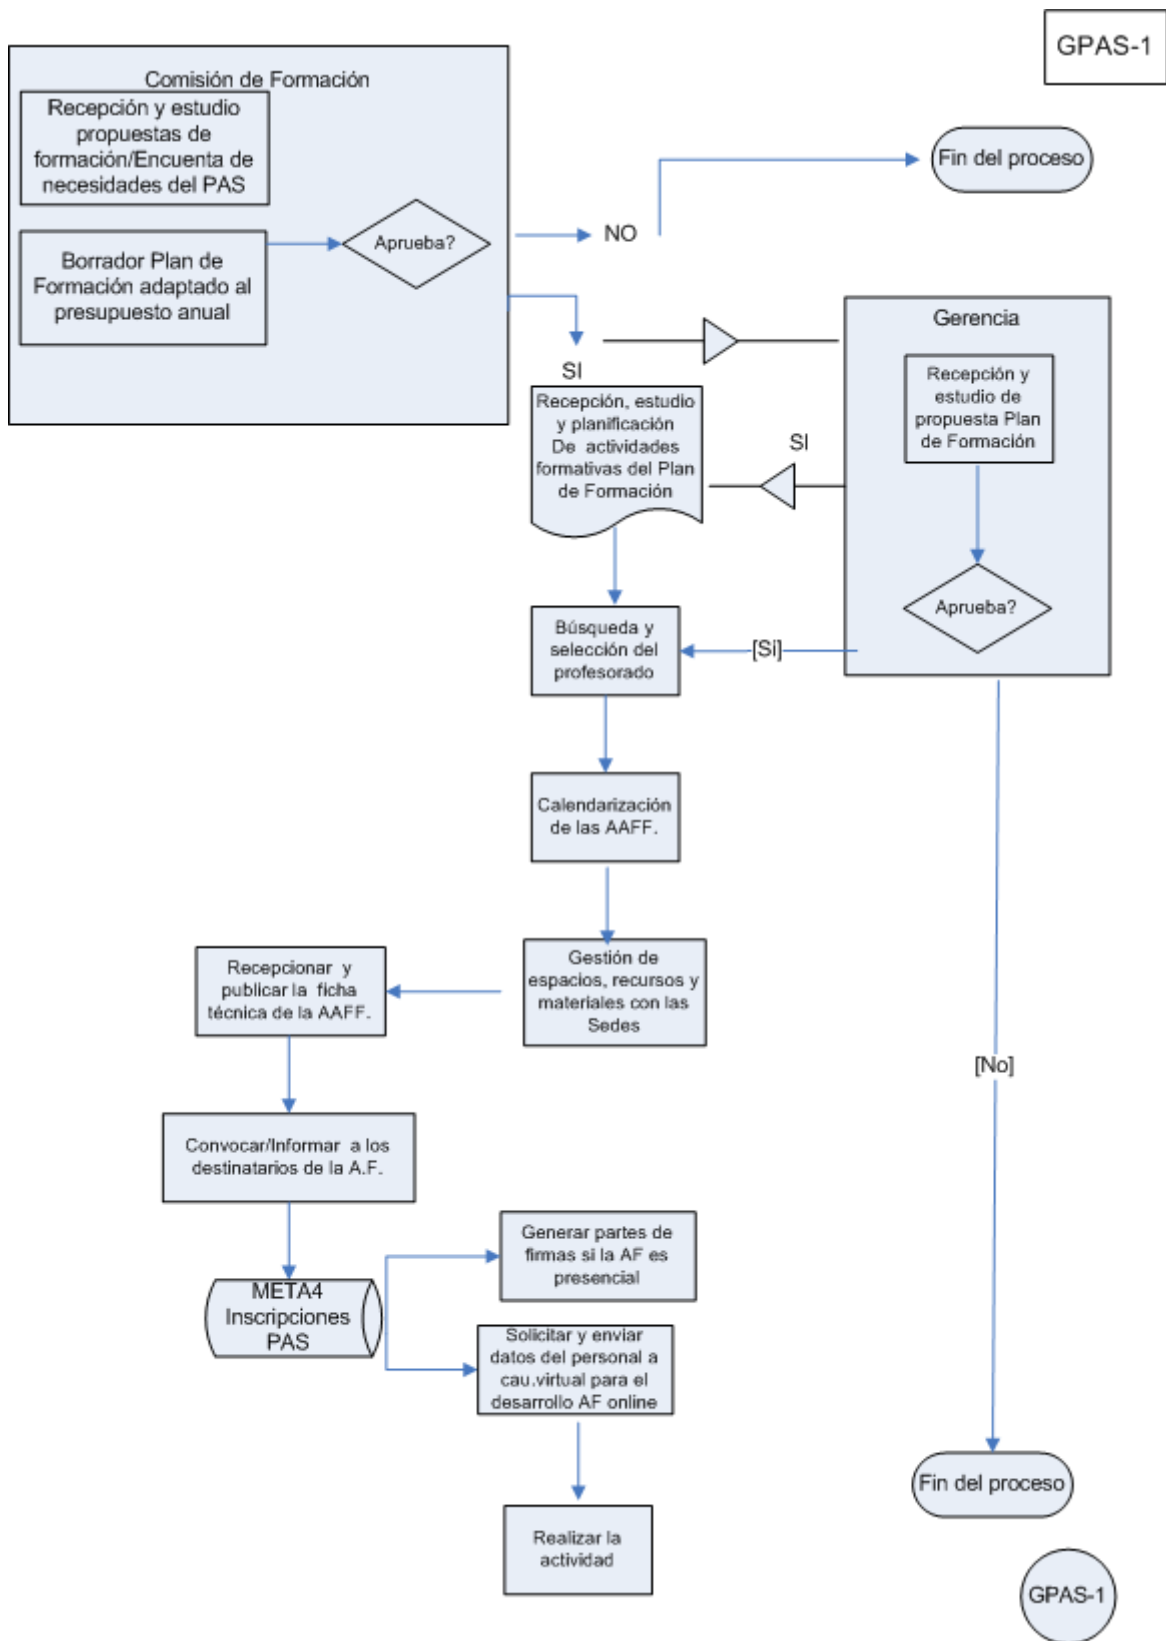 GPAS-1
Comisión de Formación
Recepción y estudio
propuestas de
formación/Encuenta de
necesidades del PAS
Borrador Plan de
Formación adaptado al
presupuesto anual
Aprueba?
NO
Fin del proceso
SI
Recepción, estudio
y planificación
De actividades
formativas del Plan
de Formación
Gerencia
Recepción y
estudio de
propuesta Plan
de Formación
SI
Aprueba?
[Si]
Búsqueda y
selección del
profesorado
Calendarización
de las AAFF.
Gestión de
espacios, recursos y
materiales con las
Sedes
Recepcionar y
publicar la ficha
técnica de la AAFF.
[No]
Convocar/Informar a los
destinatarios de la A.F.
META4
Inscripciones
PAS
Generar partes de
firmas si la AF es
presencial
Solicitar y enviar
datos del personal a
cau.virtual para el
desarrollo AF online
Realizar la
actividad
Fin del proceso
GPAS-1